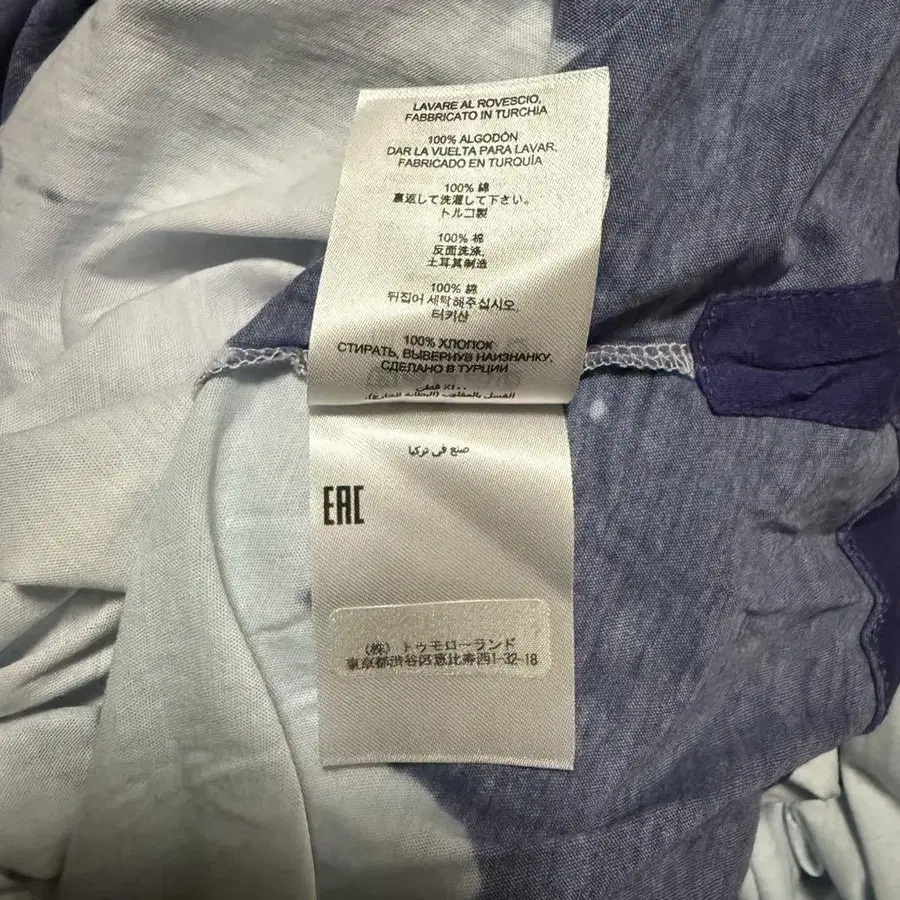 LAVARE AL ROVESCIO,
FABBRICATO IN TURCHIA
100% ALGODÓN
DAR LA VUELTA PARA LAVAR.
FABRICADO EN TURQUÍA
100% 綿
裏返して洗濯して下さい。
トルコ製
100% 棉
反面洗涤,
土耳其制造
100% 綿
뒤집어 세탁해주십시오,
터키산
100% ХЛОПОК
СТИРАТЬ, ВЫВЕРНУВ НАИЗНАНКУ,
СДЕЛАНО В ТУРЦИИ
١٠٠٪ قطن
صنع في تركيا
EAC
(株) トゥモローランド
東京都渋谷区恵比寿西1-32-18